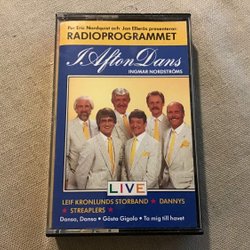 Per Eric Nordquist och Jan Ellerås presenterar:
RADIOPROGRAMMET
I Afton Dans
INGMAR NORDSTRÖMS
LIVE
LEIF KRONLUNDS STORBAND ★ DANNYS
★ STREAPLERS ★
Dansa, Dansa • Gösta Gigolo • Ta mig till havet